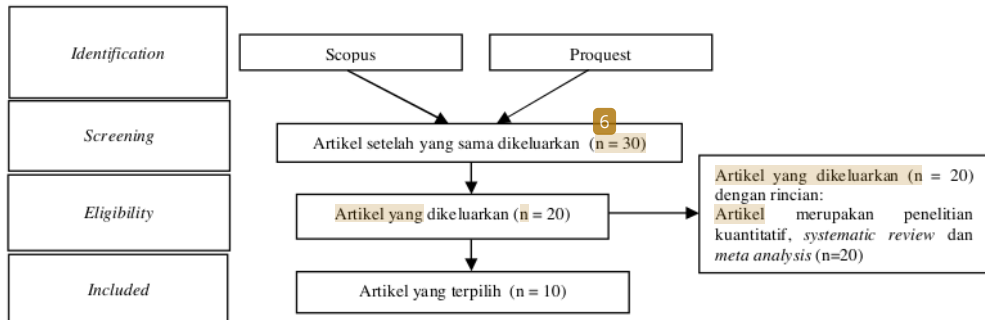 Identification
Scopus
Proquest
Screening
6
Artikel setelah yang sama dikeluarkan (n = 30)
Eligibility
Artikel yang dikeluarkan (n = 20)
Artikel yang dikeluarkan (n = 20)
dengan rincian:
Artikel merupakan penelitian
kuantitatif, systematic review dan
meta analysis (n=20)
Included
Artikel yang terpilih (n = 10)